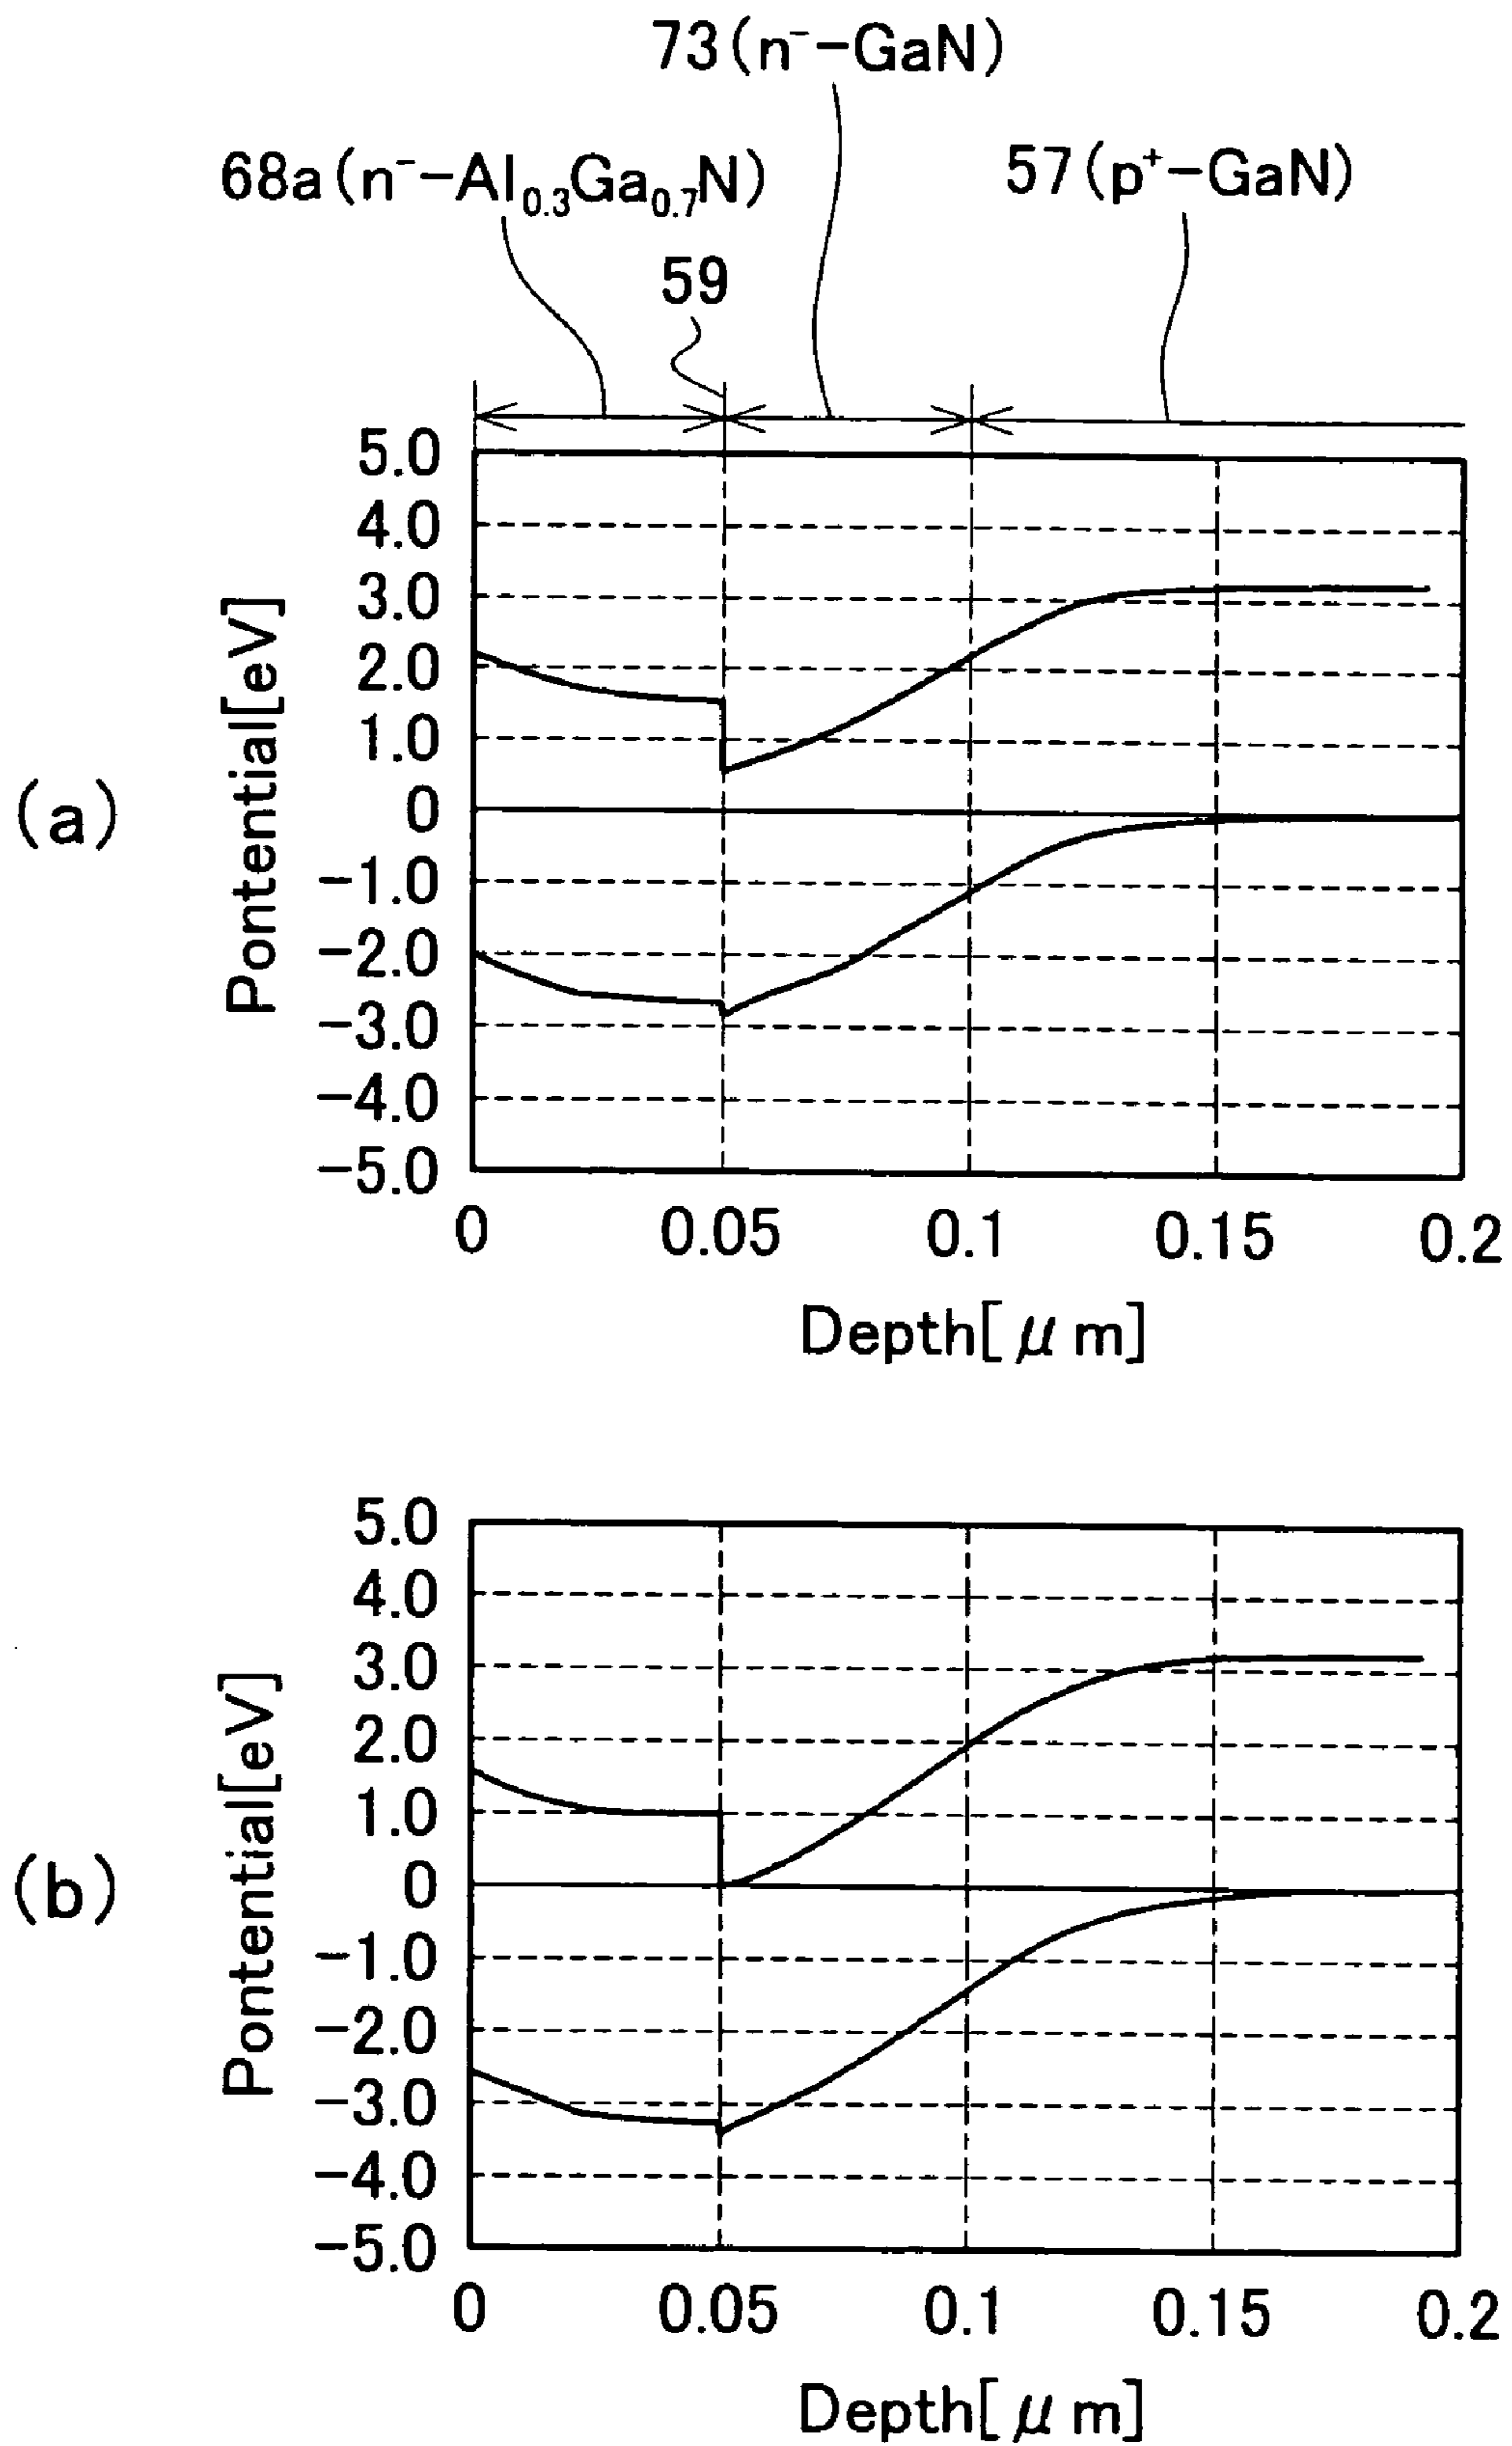 73(n⁻-GaN)
68a(n⁻-Al0.3Ga0.7N)
57(p⁺-GaN)
59
(a)
Pontential[eV]
5.0
4.0
3.0
2.0
1.0
0
-1.0
-2.0
-3.0
-4.0
-5.0
0 0.05 0.1 0.15 0.2
Depth[μm]
(b)
Pontential[eV]
5.0
4.0
3.0
2.0
1.0
0
-1.0
-2.0
-3.0
-4.0
-5.0
0 0.05 0.1 0.15 0.2
Depth[μm]